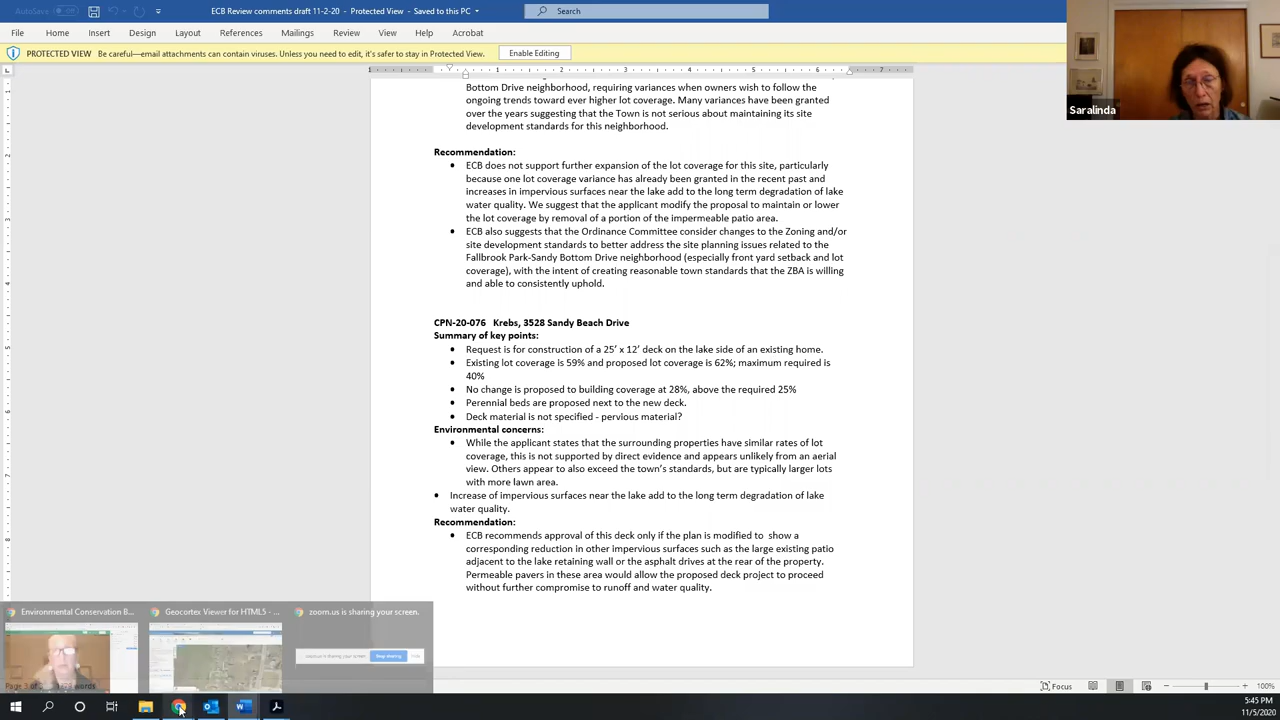 AutoSave
ECB Review comments draft 11-2-20 - Protected View - Saved to this PC
Search
File Home Insert Design Layout References Mailings Review View Help Acrobat
PROTECTED VIEW Be careful—email attachments can contain viruses. Unless you need to edit, it's safer to stay in Protected View. Enable Editing
Saralinda
Bottom Drive neighborhood, requiring variances when owners wish to follow the
ongoing trends toward ever higher lot coverage. Many variances have been granted
over the years suggesting that the Town is not serious about maintaining its site
development standards for this neighborhood.
Recommendation:
• ECB does not support further expansion of the lot coverage for this site, particularly
because one lot coverage variance has already been granted in the recent past and
increases in impervious surfaces near the lake add to the long term degradation of lake
water quality. We suggest that the applicant modify the proposal to maintain or lower
the lot coverage by removal of a portion of the impermeable patio area.
• ECB also suggests that the Ordinance Committee consider changes to the Zoning and/or
site development standards to better address the site planning issues related to the
Fallbrook Park-Sandy Bottom Drive neighborhood (especially front yard setback and lot
coverage), with the intent of creating reasonable town standards that the ZBA is willing
and able to consistently uphold.
CPN-20-076 Krebs, 3528 Sandy Beach Drive
Summary of key points:
• Request is for construction of a 25' x 12' deck on the lake side of an existing home.
• Existing lot coverage is 59% and proposed lot coverage is 62%; maximum required is
40%
• No change is proposed to building coverage at 28%, above the required 25%
• Perennial beds are proposed next to the new deck.
• Deck material is not specified - pervious material?
Environmental concerns:
• While the applicant states that the surrounding properties have similar rates of lot
coverage, this is not supported by direct evidence and appears unlikely from an aerial
view. Others appear to also exceed the town's standards, but are typically larger lots
with more lawn area.
• Increase of impervious surfaces near the lake add to the long term degradation of lake
water quality.
Recommendation:
• ECB recommends approval of this deck only if the plan is modified to show a
corresponding reduction in other impervious surfaces such as the large existing patio
adjacent to the lake retaining wall or the asphalt drives at the rear of the property.
Permeable pavers in these area would allow the proposed deck project to proceed
without further compromise to runoff and water quality.
Environmental Conservation B... Geocortex Viewer for HTML5 - ... zoom.us is sharing your screen.
Page 3 of words
Focus
100%
5:45 PM
11/5/2020